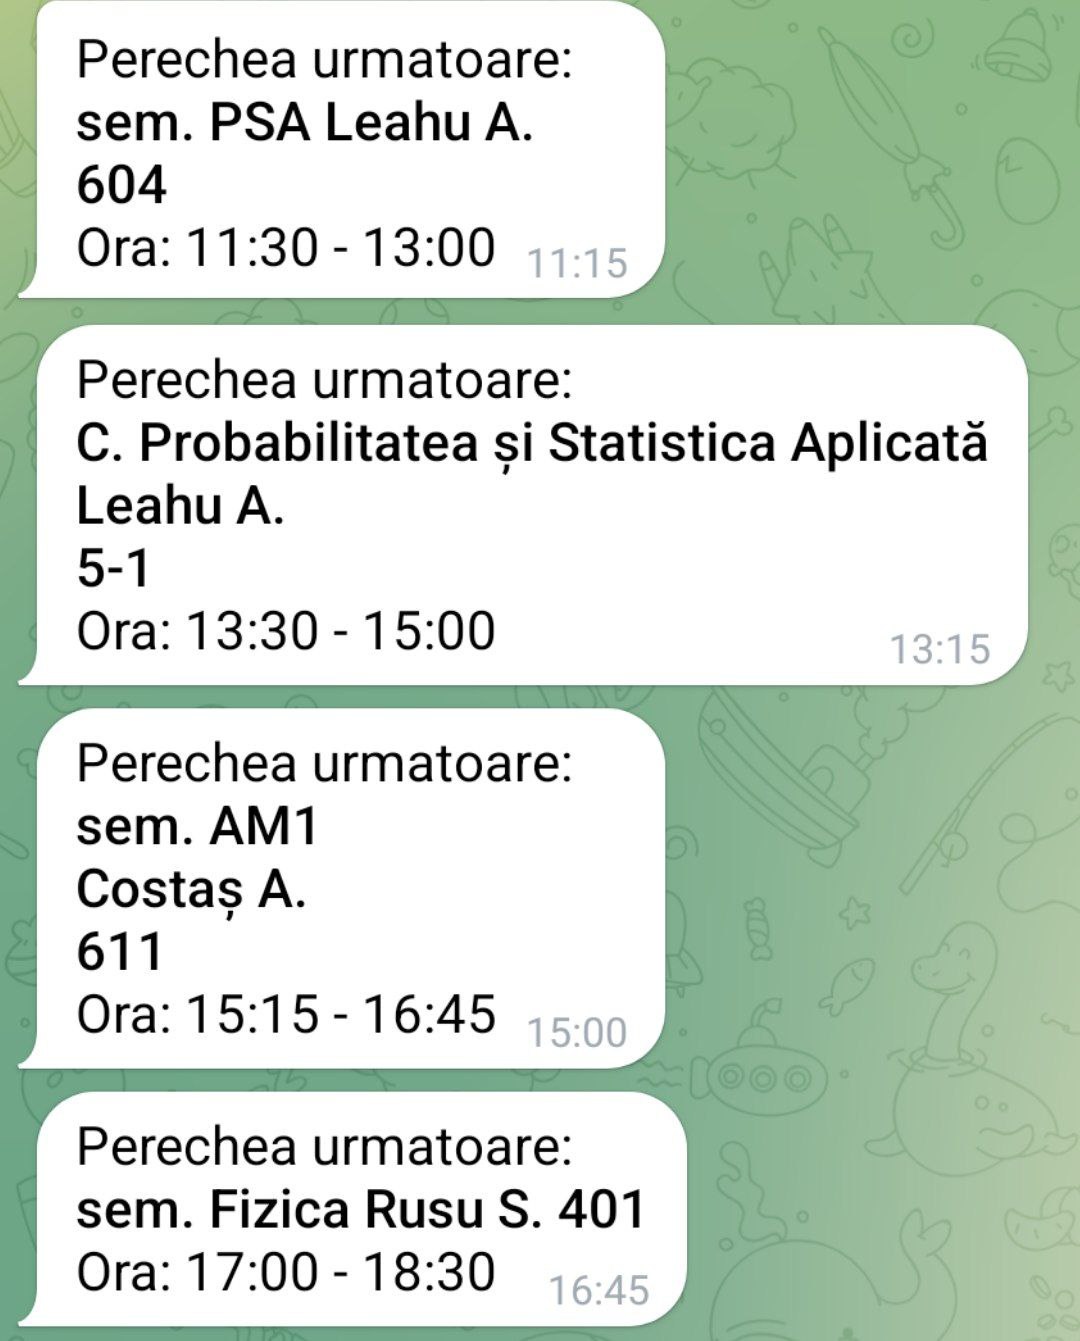 Perechea urmatoare:
sem. PSA Leahu A.
604
Ora: 11:30 - 13:00 11:15
Perechea urmatoare:
C. Probabilitatea și Statistica Aplicată
Leahu A.
5-1
Ora: 13:30 - 15:00 13:15
Perechea urmatoare:
sem. AM1
Costaș A.
611
Ora: 15:15 - 16:45 15:00
Perechea urmatoare:
sem. Fizica Rusu S. 401
Ora: 17:00 - 18:30 16:45